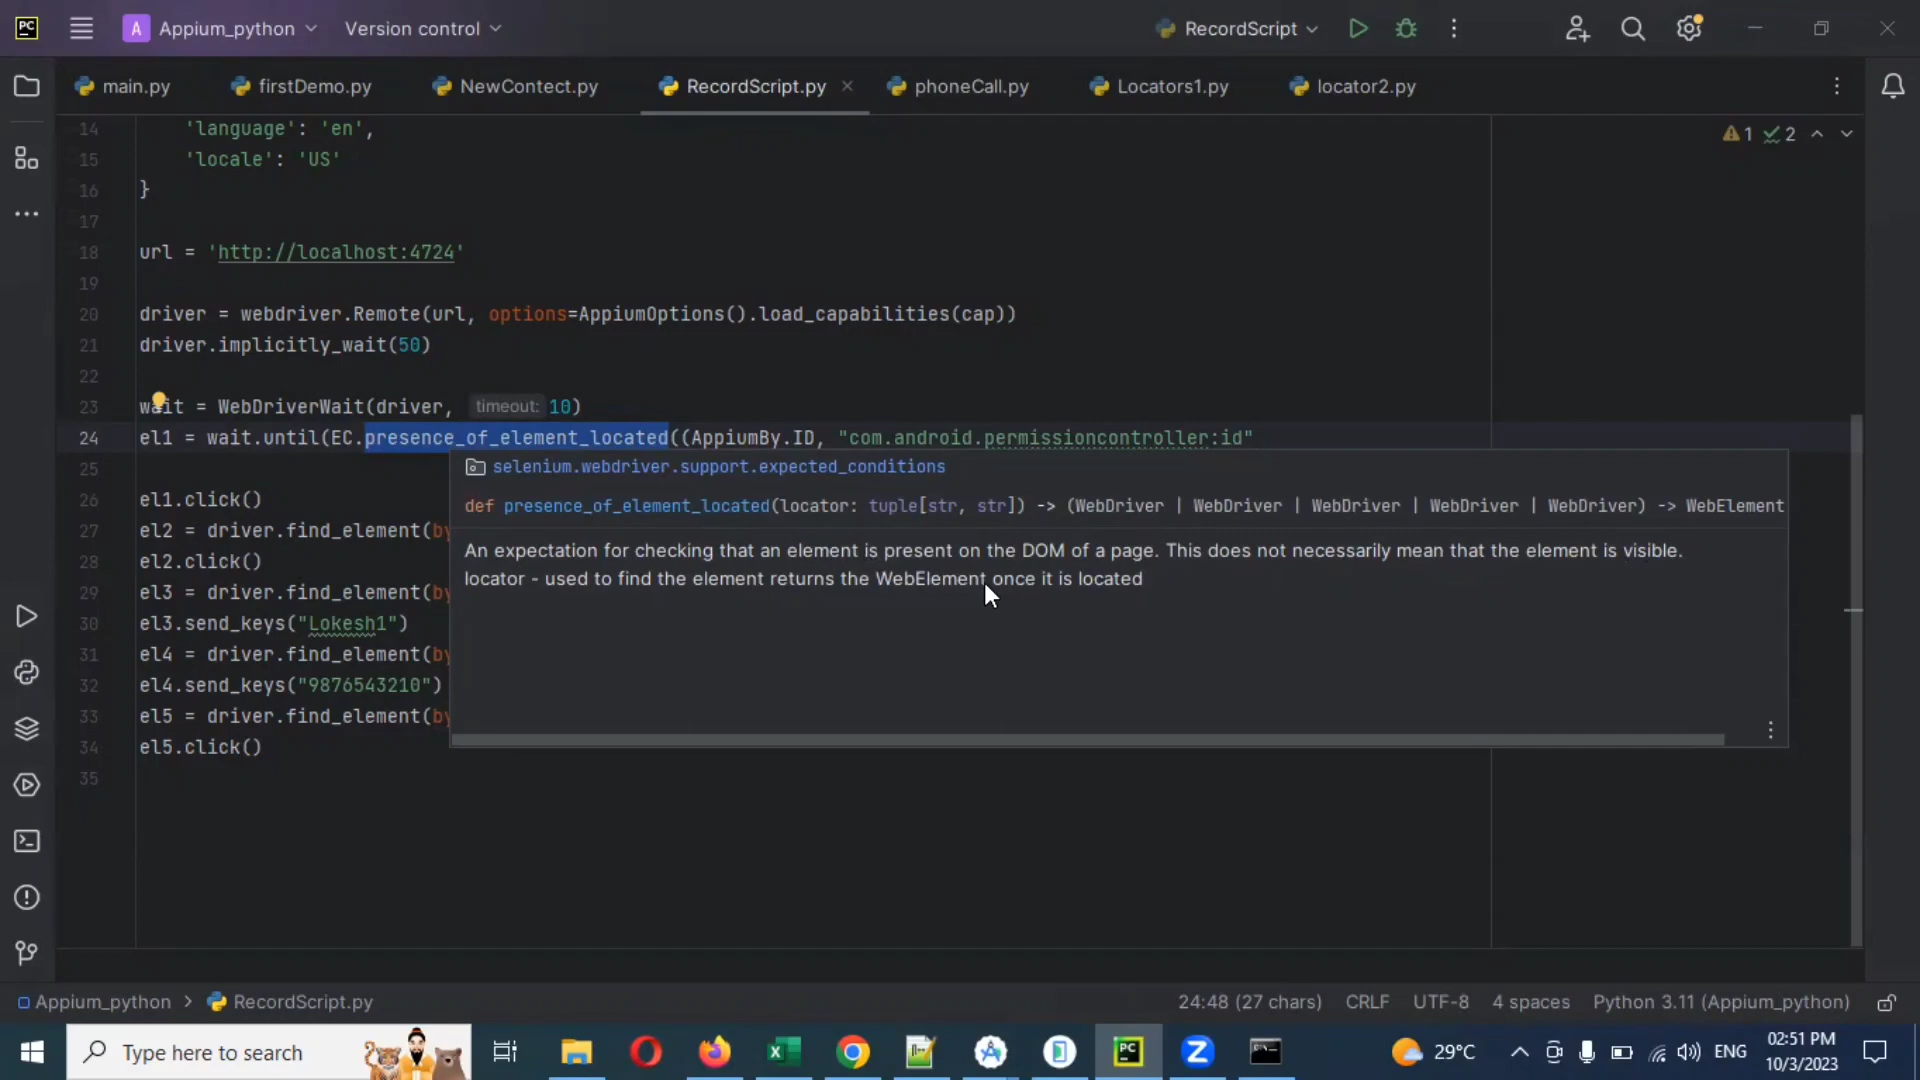 PC
A Appium_python
Version control
RecordScript
main.py
firstDemo.py
NewContect.py
RecordScript.py
phoneCall.py
Locators1.py
locator2.py
14 'language': 'en',
15 'locale': 'US'
16 }
17
18 url = 'http://localhost:4724'
19
20 driver = webdriver.Remote(url, options=AppiumOptions().load_capabilities(cap))
21 driver.implicitly_wait(50)
22
23 wait = WebDriverWait(driver, timeout: 10)
24 el1 = wait.until(EC.presence_of_element_located((AppiumBy.ID, "com.android.permissioncontroller:id"
25
26 el1.click()
27 el2 = driver.find_element(by
28 el2.click()
29 el3 = driver.find_element(by
30 el3.send_keys("Lokesh1")
31 el4 = driver.find_element(by
32 el4.send_keys("9876543210")
33 el5 = driver.find_element(by
34 el5.click()
35
1 2
selenium.webdriver.support.expected_conditions
def presence_of_element_located(locator: tuple[str, str]) -> (WebDriver | WebDriver | WebDriver | WebDriver | WebDriver) -> WebElement
An expectation for checking that an element is present on the DOM of a page. This does not necessarily mean that the element is visible.
locator - used to find the element returns the WebElement once it is located
Appium_python > RecordScript.py
24:48 (27 chars) CRLF UTF-8 4 spaces Python 3.11 (Appium_python)
Type here to search
PC
29°C
ENG
02:51 PM
10/3/2023